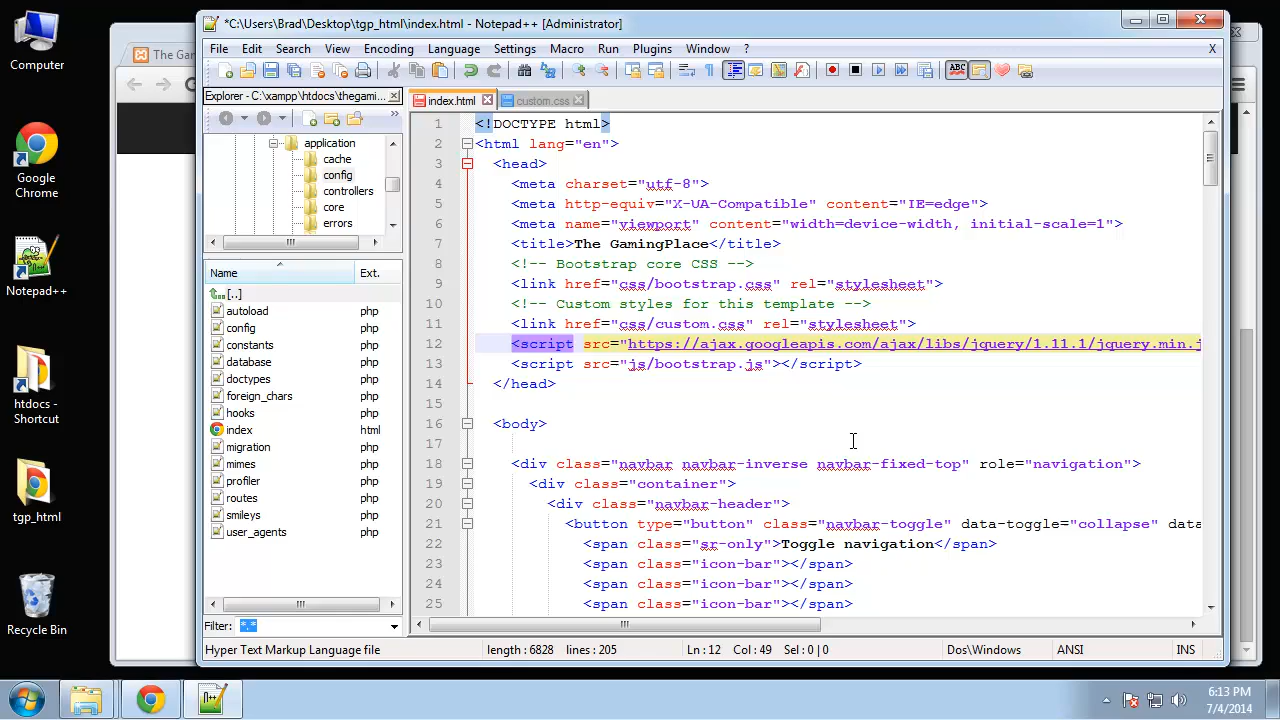 Computer
Google
Chrome
Notepad++
htdocs -
Shortcut
tgp_html
Recycle Bin
The Gam
*C:\Users\Brad\Desktop\tgp_html\index.html - Notepad++ [Administrator]
File Edit Search View Encoding Language Settings Macro Run Plugins Window ? X
Explorer - C:\xampp\htdocs\thegami...
index.html custom.css
application
cache
config
controllers
core
errors
Name Ext.
[..]
autoload php
config php
constants php
database php
doctypes php
foreign_chars php
hooks php
index html
migration php
mimes php
profiler php
routes php
smileys php
user_agents php
Filter: *.*
1 <!DOCTYPE html>
2 <html lang="en">
3 <head>
4 <meta charset="utf-8">
5 <meta http-equiv="X-UA-Compatible" content="IE=edge">
6 <meta name="viewport" content="width=device-width, initial-scale=1">
7 <title>The GamingPlace</title>
8 <!-- Bootstrap core CSS -->
9 <link href="css/bootstrap.css" rel="stylesheet">
10 <!-- Custom styles for this template -->
11 <link href="css/custom.css" rel="stylesheet">
12 <script src="https://ajax.googleapis.com/ajax/libs/jquery/1.11.1/jquery.min.j
13 <script src="js/bootstrap.js"></script>
14 </head>
15
16 <body>
17
18 <div class="navbar navbar-inverse navbar-fixed-top" role="navigation">
19 <div class="container">
20 <div class="navbar-header">
21 <button type="button" class="navbar-toggle" data-toggle="collapse" data
22 <span class="sr-only">Toggle navigation</span>
23 <span class="icon-bar"></span>
24 <span class="icon-bar"></span>
25 <span class="icon-bar"></span>
Hyper Text Markup Language file length : 6828 lines : 205 Ln : 12 Col : 49 Sel : 0 | 0 Dos\Windows ANSI INS
6:13 PM
7/4/2014